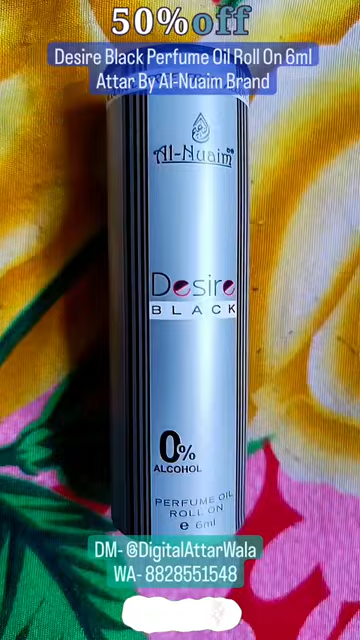 50%off
Desire Black Perfume Oil Roll On 6ml
Attar By Al-Nuaim Brand
Al-Nuaim
Desire
BLACK
0%
ALCOHOL
PERFUME OIL
ROLL ON
e 6ml
DM- @DigitalAttarWala
WA- 8828551548